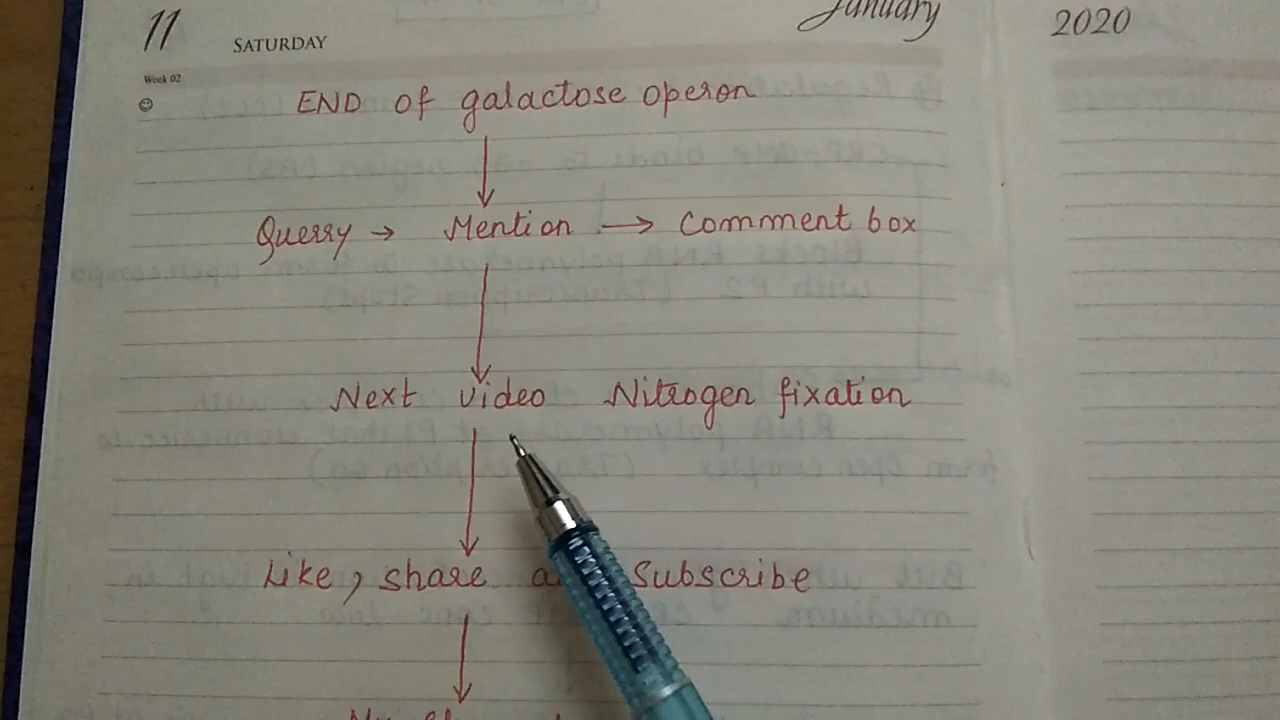 11 SATURDAY January 2020
Week 02
END of galactose operon
Querry → Mention → Comment box
Next video Nitrogen fixation
Like, share Subscribe